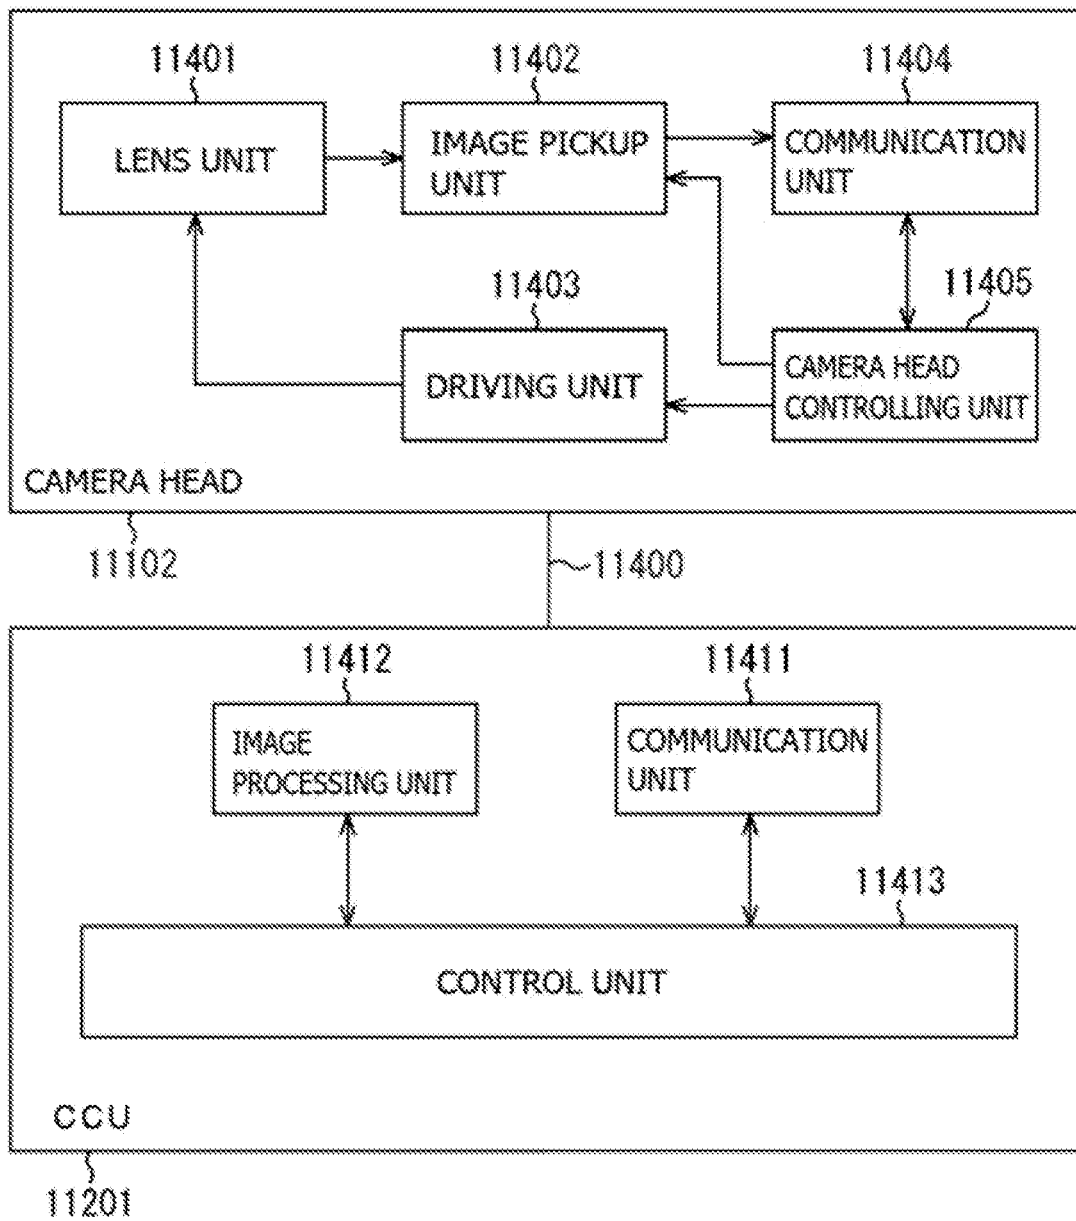 11401
11402
11404
LENS UNIT
IMAGE PICKUP
UNIT
COMMUNICATION
UNIT
11403
11405
DRIVING UNIT
CAMERA HEAD
CONTROLLING UNIT
CAMERA HEAD
11102
11400
11412
11411
IMAGE
PROCESSING UNIT
COMMUNICATION
UNIT
11413
CONTROL UNIT
CCU
11201